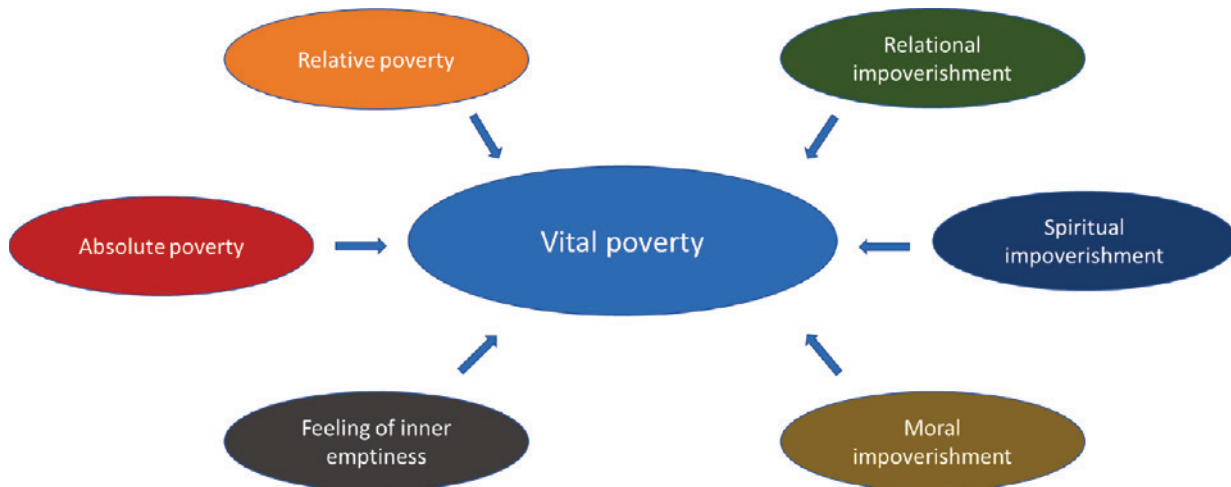 Relative poverty
Relational
impoverishment
Absolute poverty
Vital poverty
Spiritual
impoverishment
Feeling of inner
emptiness
Moral
impoverishment